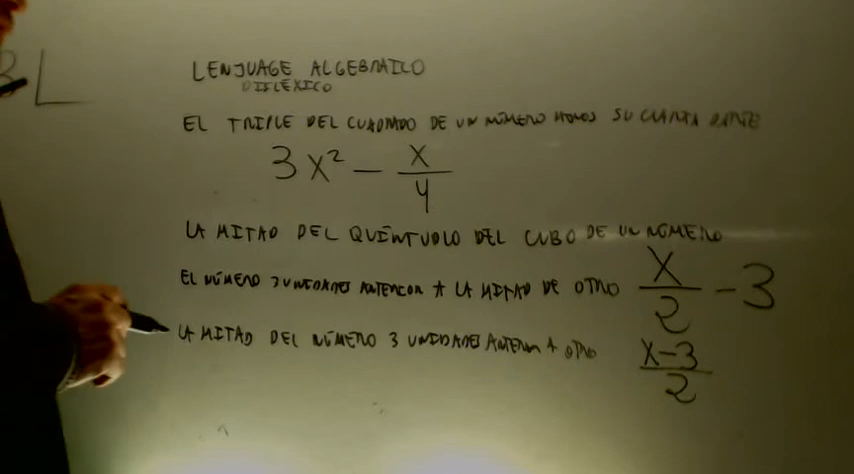 LENJUAGE ALGEBRAICO
DISLÉXICO
EL TRIPLE DEL CUADRADO DE UN NÚMERO MENOS SU CUARTA PARTE
3x² - x/4
LA MITAD DEL QUÍNTUPLO DEL CUBO DE UN NÚMERO
EL NÚMERO 3 UNIDADES ANTERIOR A LA MITAD DE OTRO x/2 - 3
LA MITAD DEL NÚMERO 3 UNIDADES ANTERIOR A OTRO x-3/2